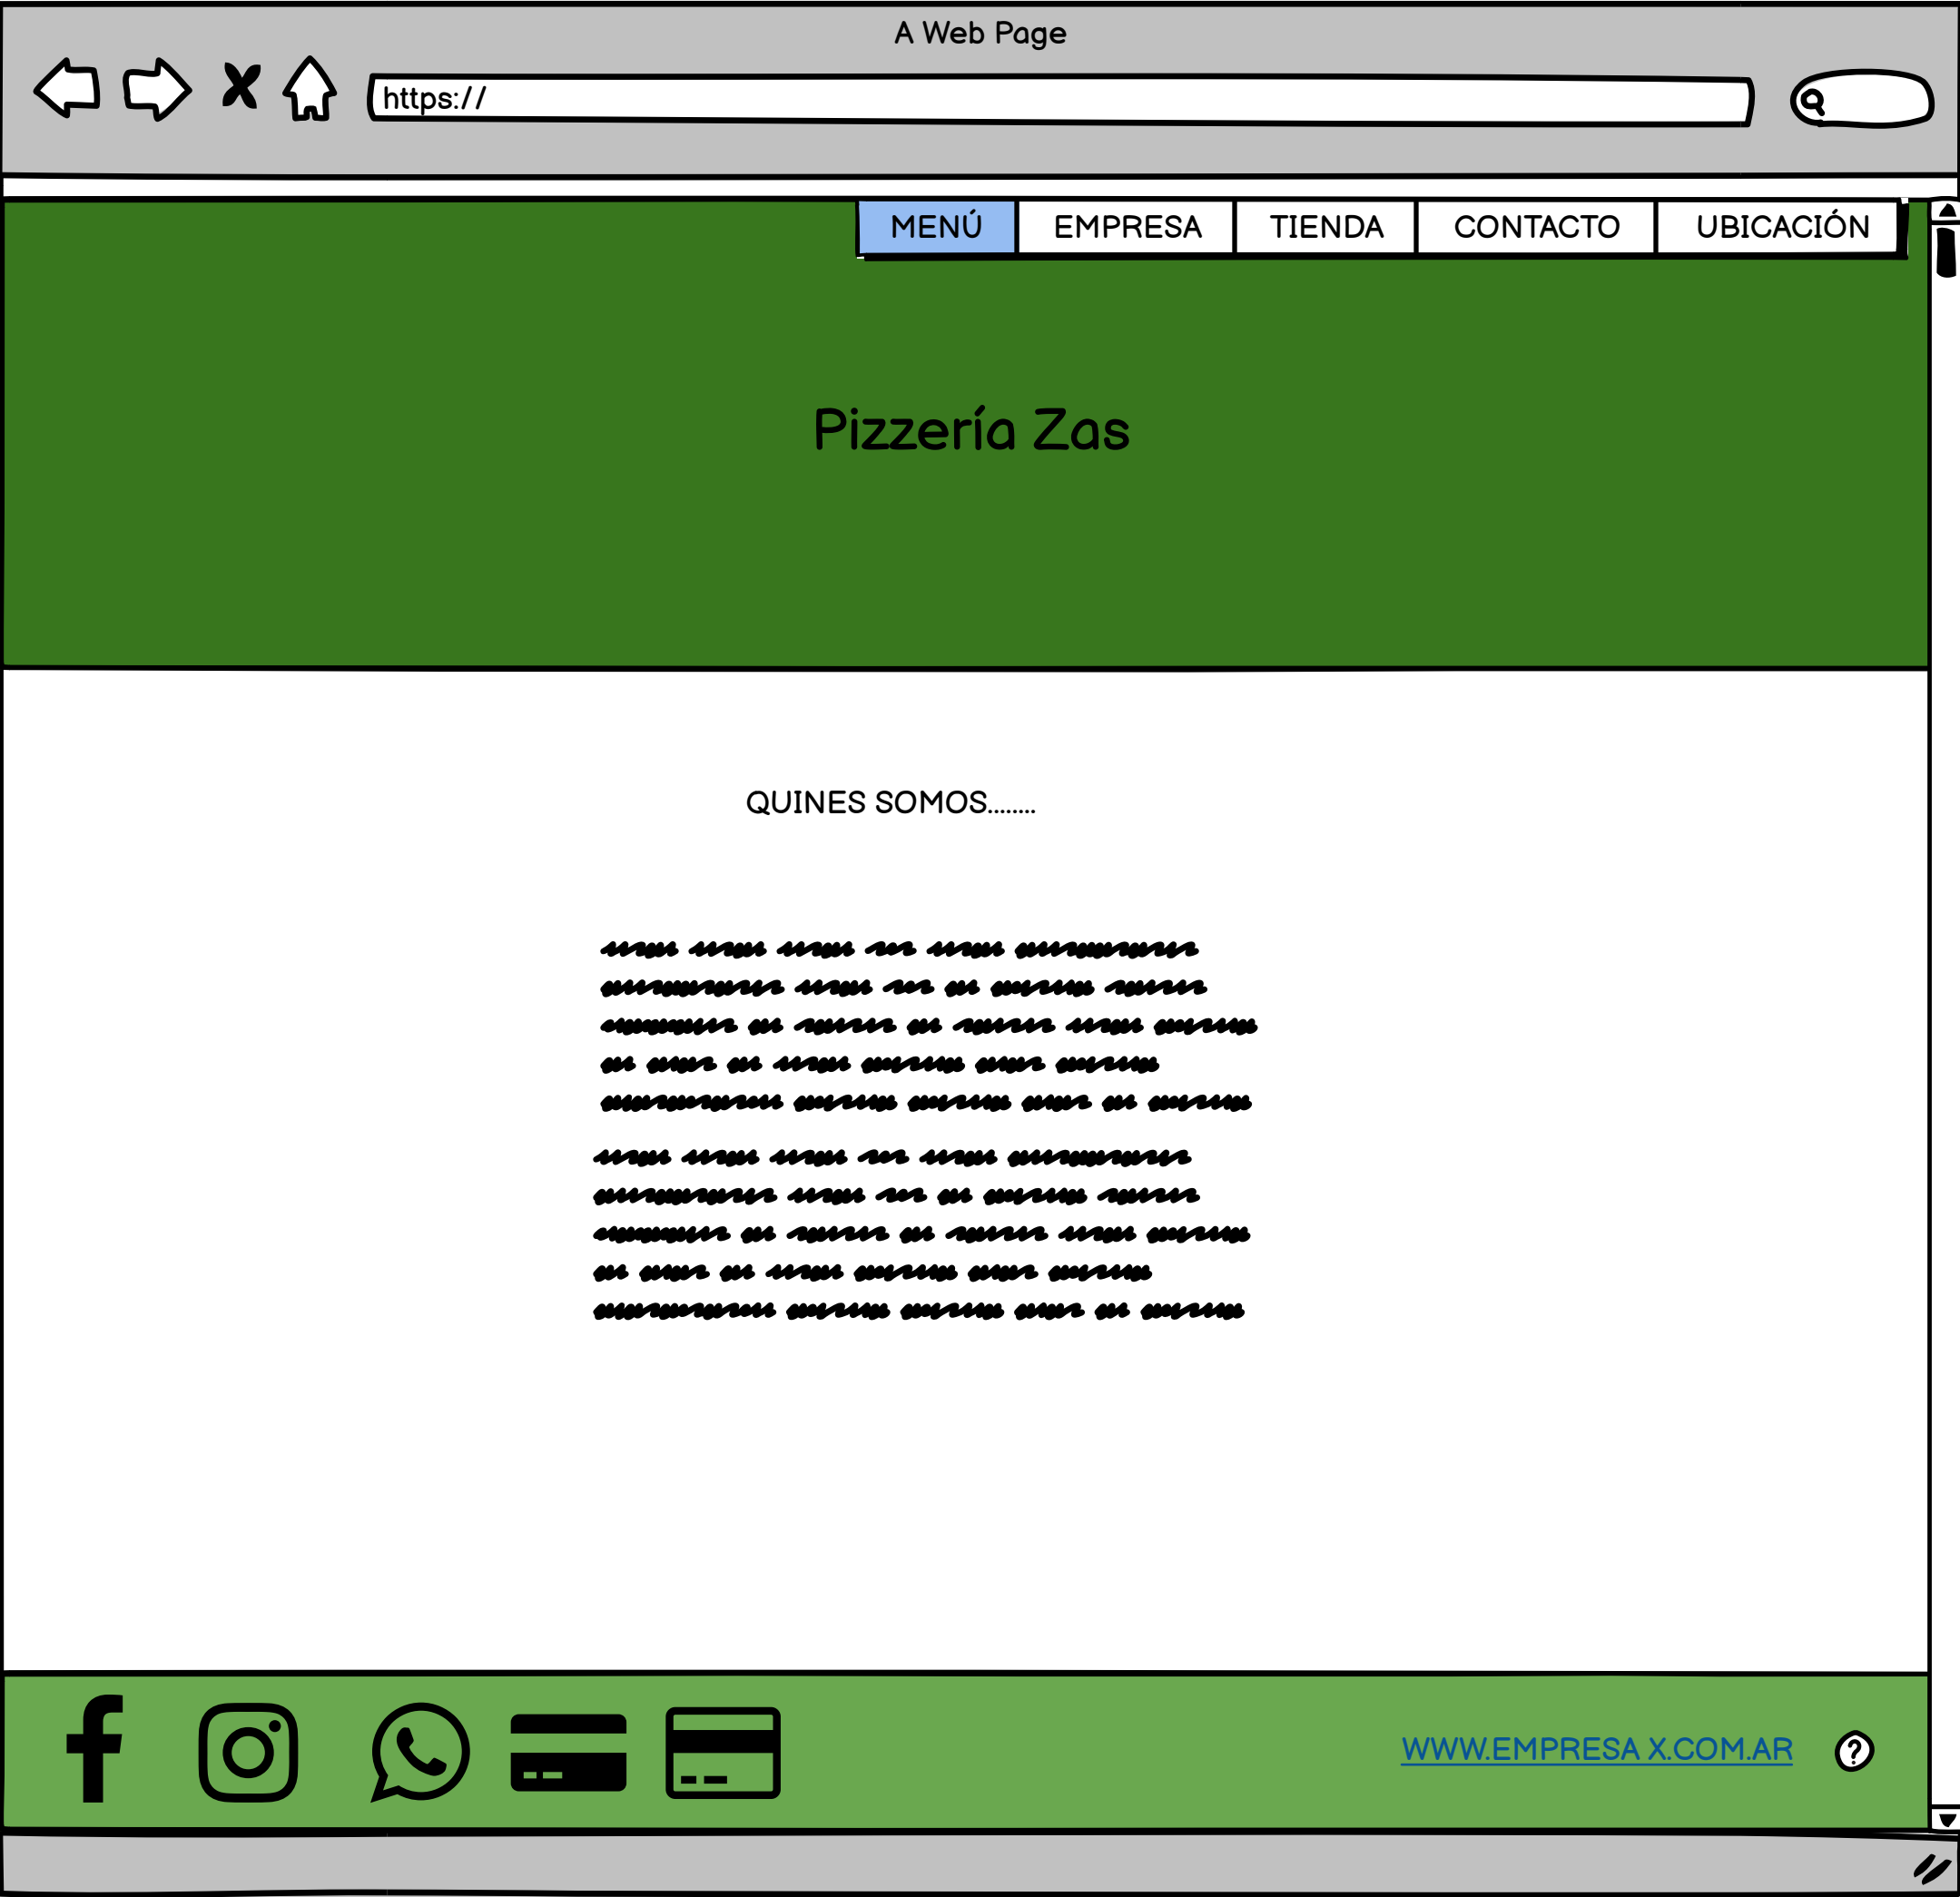 A Web Page
https://
MENÚ EMPRESA TIENDA CONTACTO UBICACIÓN
Pizzería Zas
QUINES SOMOS........
WWW.EMPRESA X.COM.AR
?